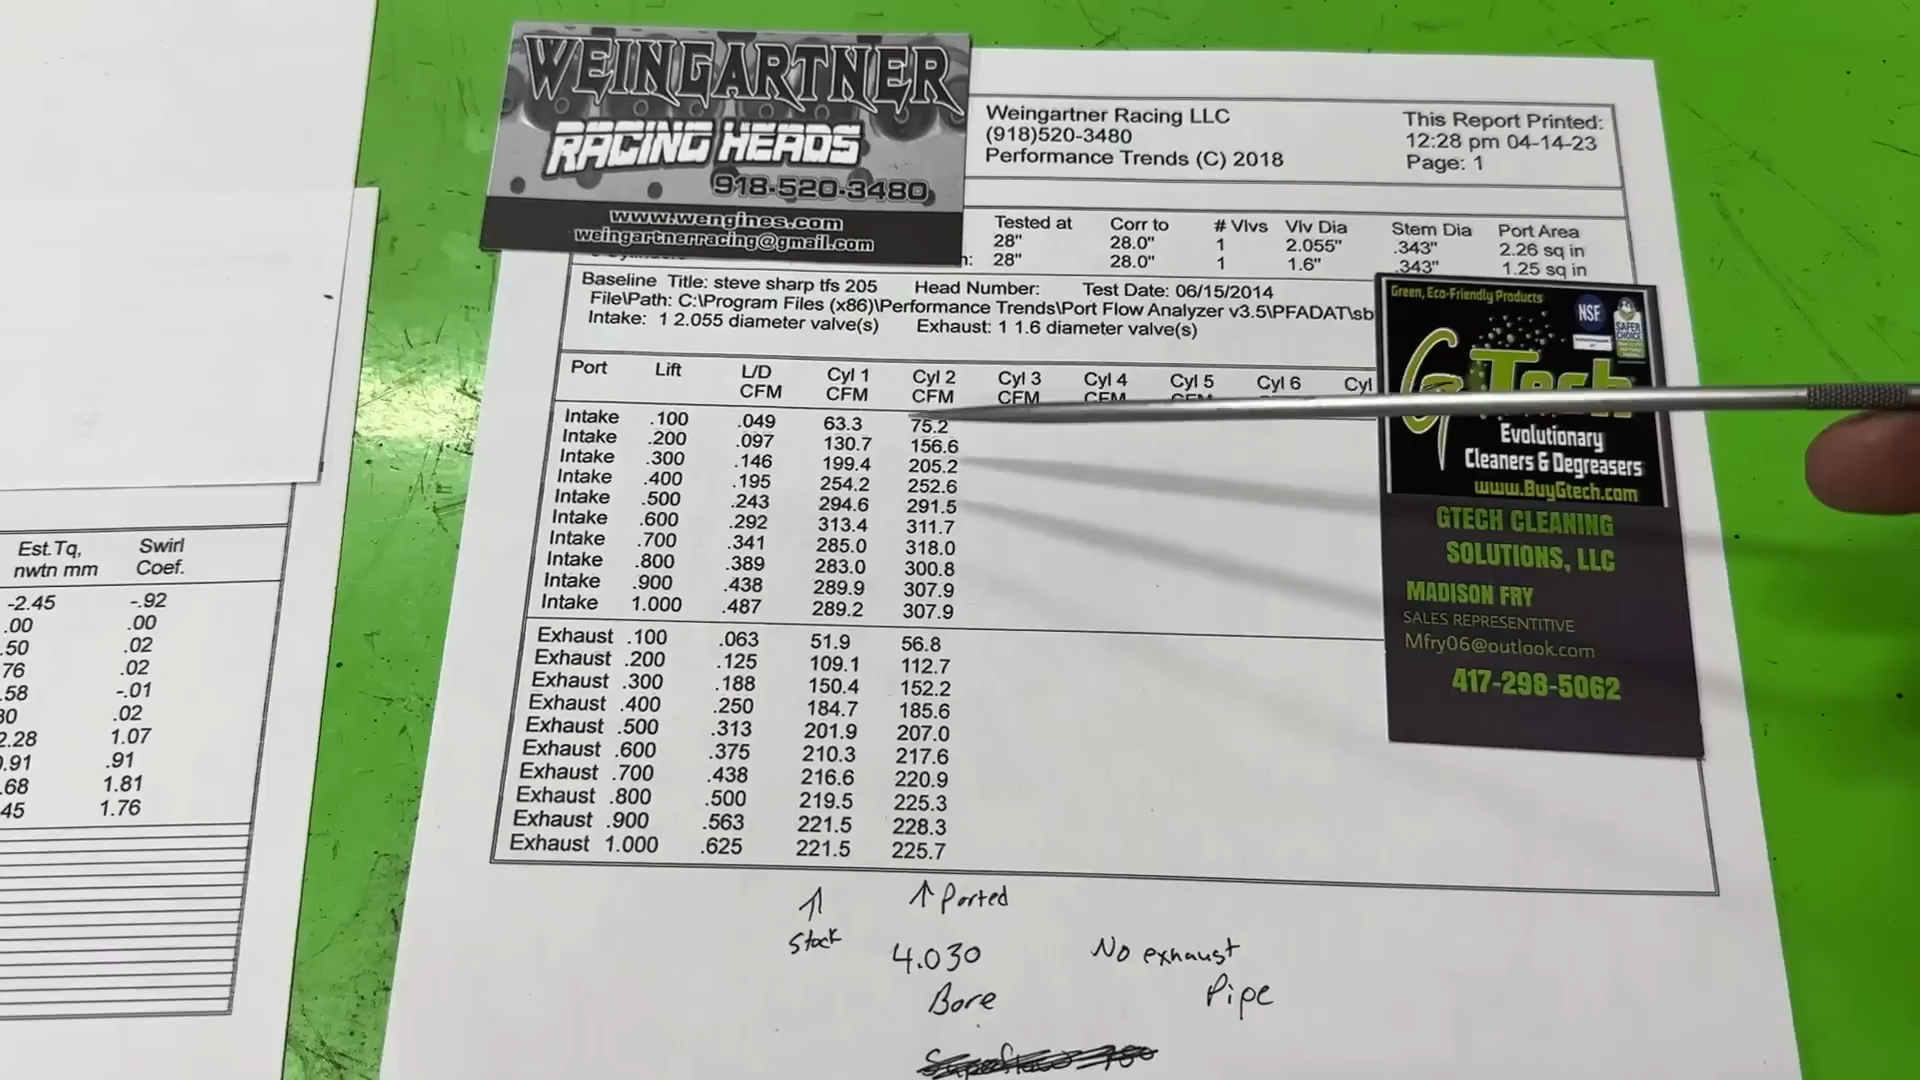 WEINGARTNER
RACING HEADS
918-520-3480
www.wengines.com
weingartnerracing@gmail.com
Weingartner Racing LLC
(918)520-3480
Performance Trends (C) 2018
This Report Printed:
12:28 pm 04-14-23
Page: 1
Tested at Corr to # Vlvs Vlv Dia Stem Dia Port Area
28" 28.0" 1 2.055" .343" 2.26 sq in
n: 28" 28.0" 1 1.6" .343" 1.25 sq in
Baseline Title: steve sharp tfs 205 Head Number: Test Date: 06/15/2014
File\Path: C:\Program Files (x86)\Performance Trends\Port Flow Analyzer v3.5\PFADAT\sb
Intake: 1 2.055 diameter valve(s) Exhaust: 1 1.6 diameter valve(s)
Port Lift L/D Cyl 1 Cyl 2 Cyl 3 Cyl 4 Cyl 5 Cyl 6 Cyl
CFM CFM CFM CFM CFM CFM
Intake .100 .049 63.3 75.2
Intake .200 .097 130.7 156.6
Intake .300 .146 199.4 205.2
Intake .400 .195 254.2 252.6
Intake .500 .243 294.6 291.5
Intake .600 .292 313.4 311.7
Intake .700 .341 285.0 318.0
Intake .800 .389 283.0 300.8
Intake .900 .438 289.9 307.9
Intake 1.000 .487 289.2 307.9
Exhaust .100 .063 51.9 56.8
Exhaust .200 .125 109.1 112.7
Exhaust .300 .188 150.4 152.2
Exhaust .400 .250 184.7 185.6
Exhaust .500 .313 201.9 207.0
Exhaust .600 .375 210.3 217.6
Exhaust .700 .438 216.6 220.9
Exhaust .800 .500 219.5 225.3
Exhaust .900 .563 221.5 228.3
Exhaust 1.000 .625 221.5 225.7
↑ ↑ Ported
Stock
4.030
Bore
No exhaust
Pipe
Green, Eco-Friendly Products
NSF
SAFER
CHOICE
G Tech
Evolutionary
Cleaners & Degreasers
www.BuyGtech.com
GTECH CLEANING
SOLUTIONS, LLC
MADISON FRY
SALES REPRESENTITIVE
Mfry06@outlook.com
417-298-5062
Est.Tq, Swirl
nwtn mm Coef.
-2.45 -.92
.00 .00
.50 .02
76 .02
.58 -.01
30 .02
2.28 1.07
.91 .91
.68 1.81
45 1.76